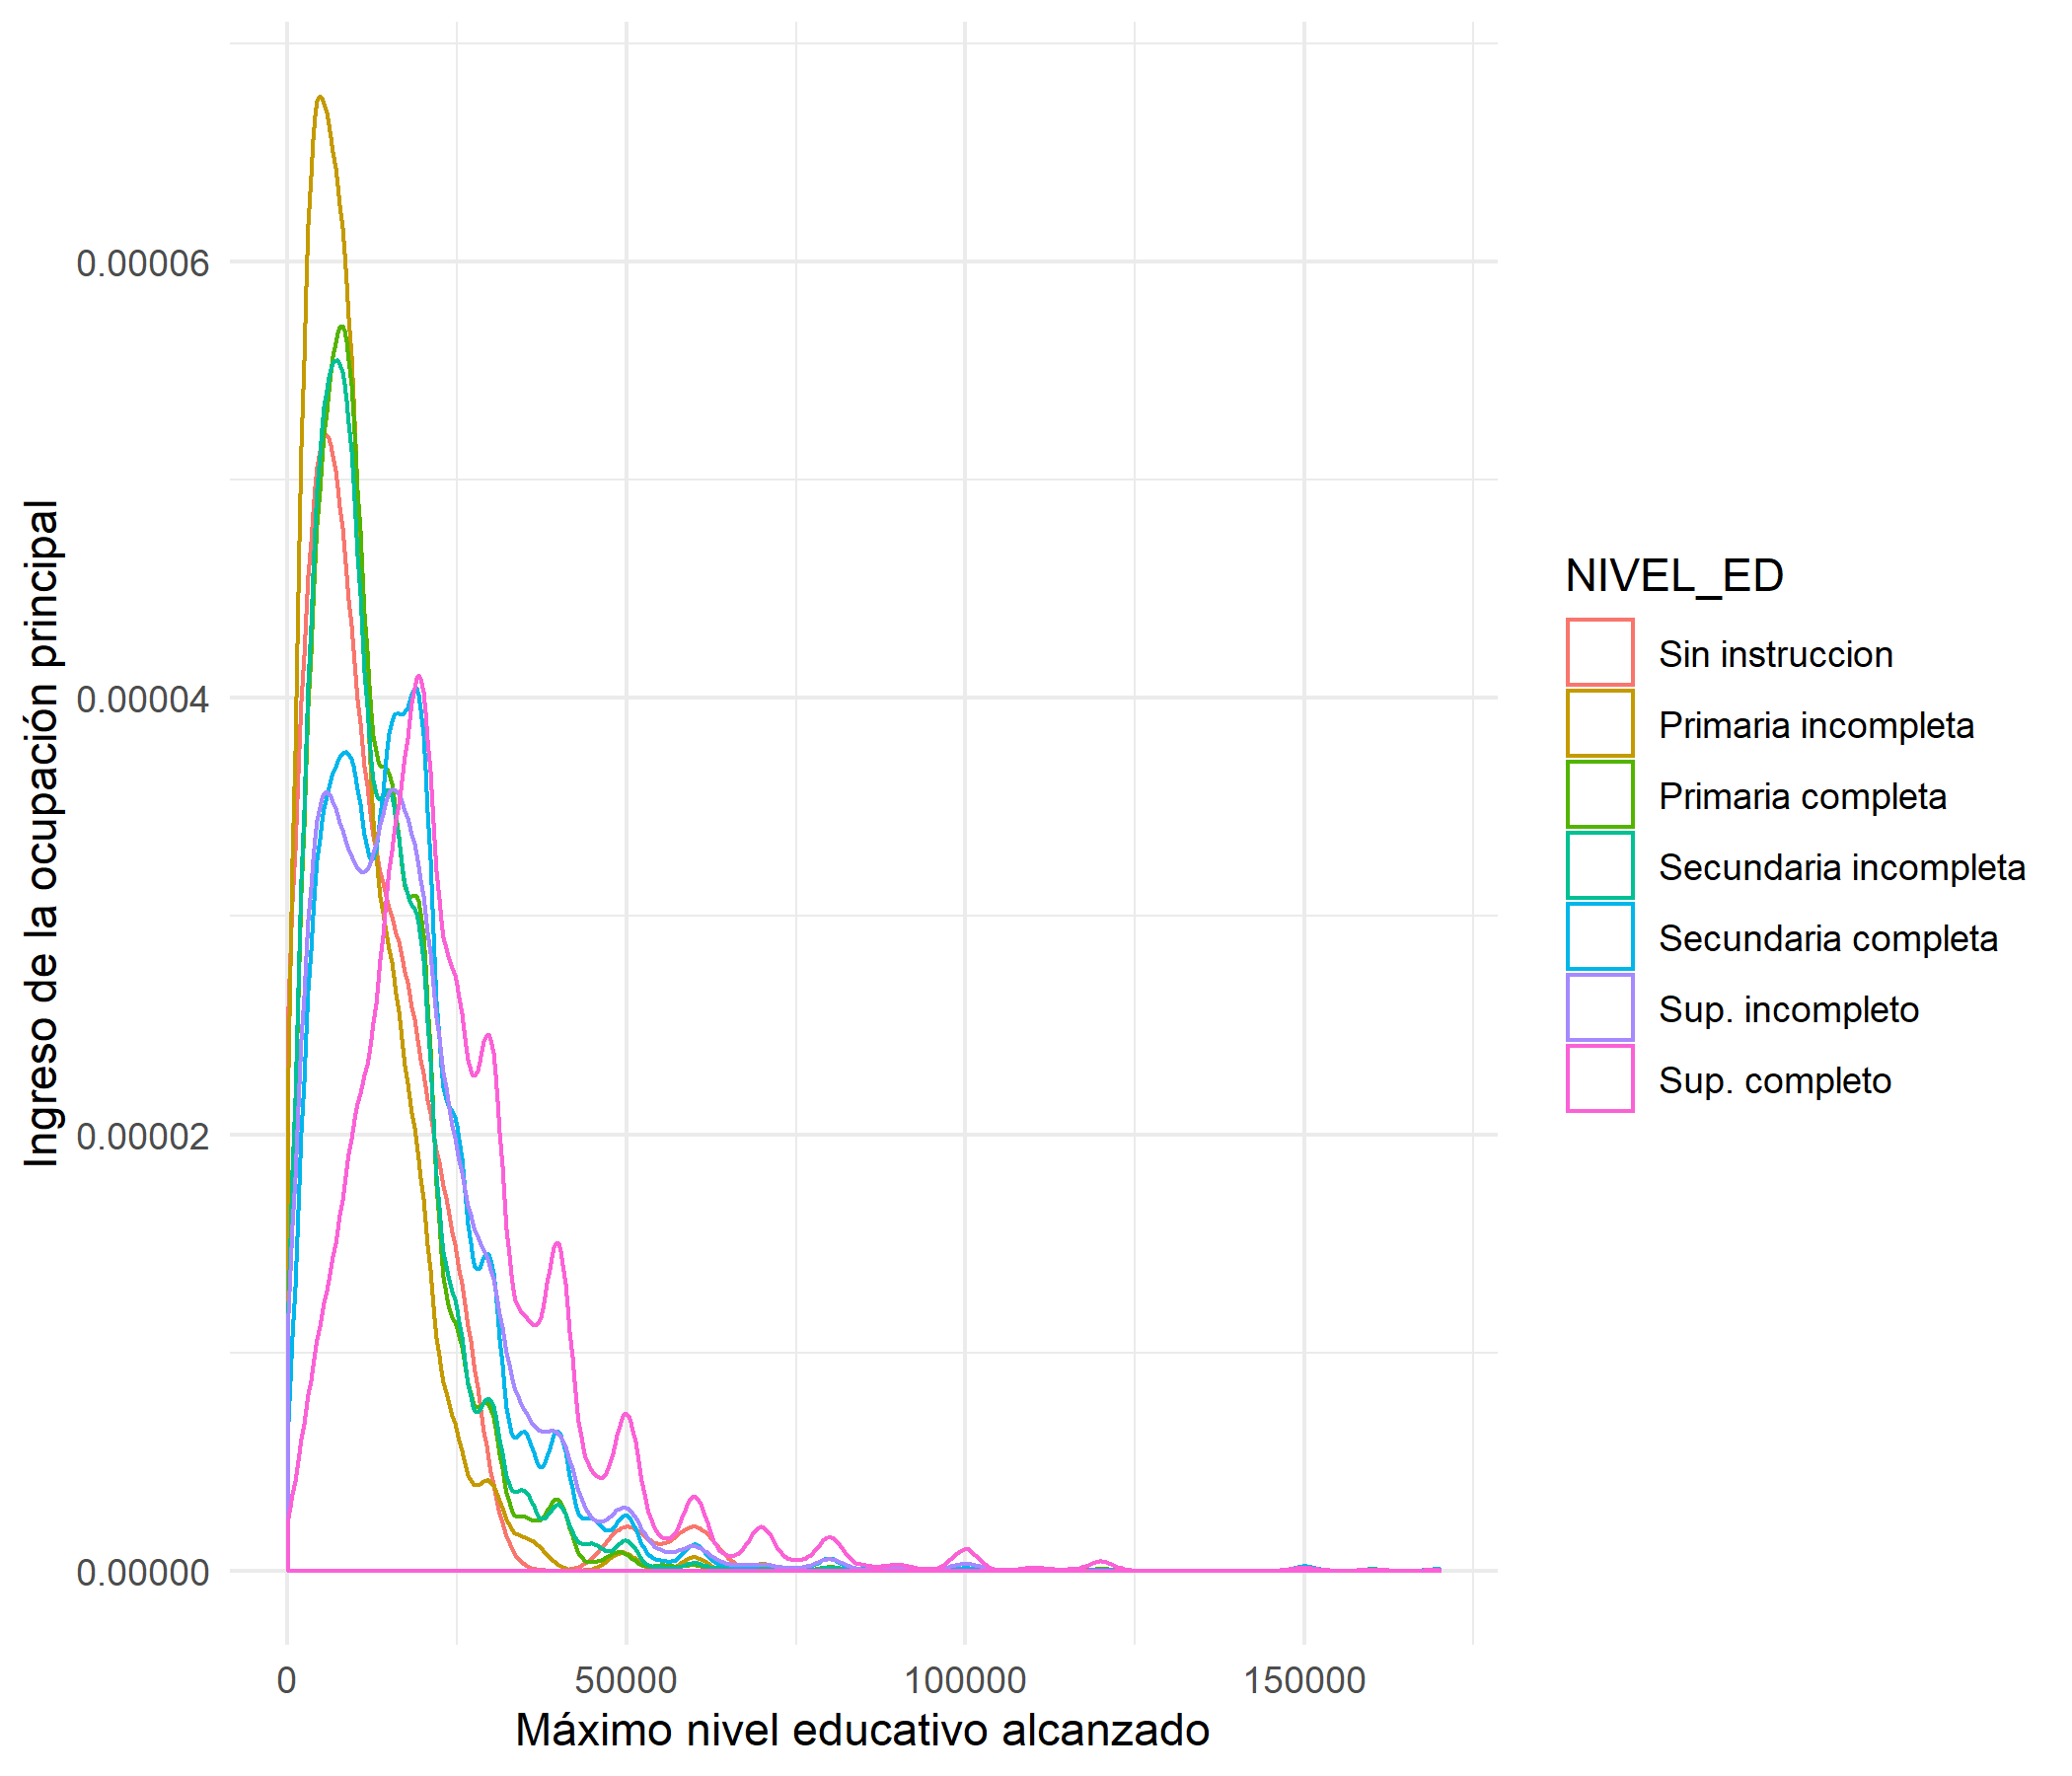 Ingreso de la ocupación principal
0.00006
0.00004
0.00002
0.00000
0
50000
100000
150000
Máximo nivel educativo alcanzado
NIVEL_ED
Sin instruccion
Primaria incompleta
Primaria completa
Secundaria incompleta
Secundaria completa
Sup. incompleto
Sup. completo